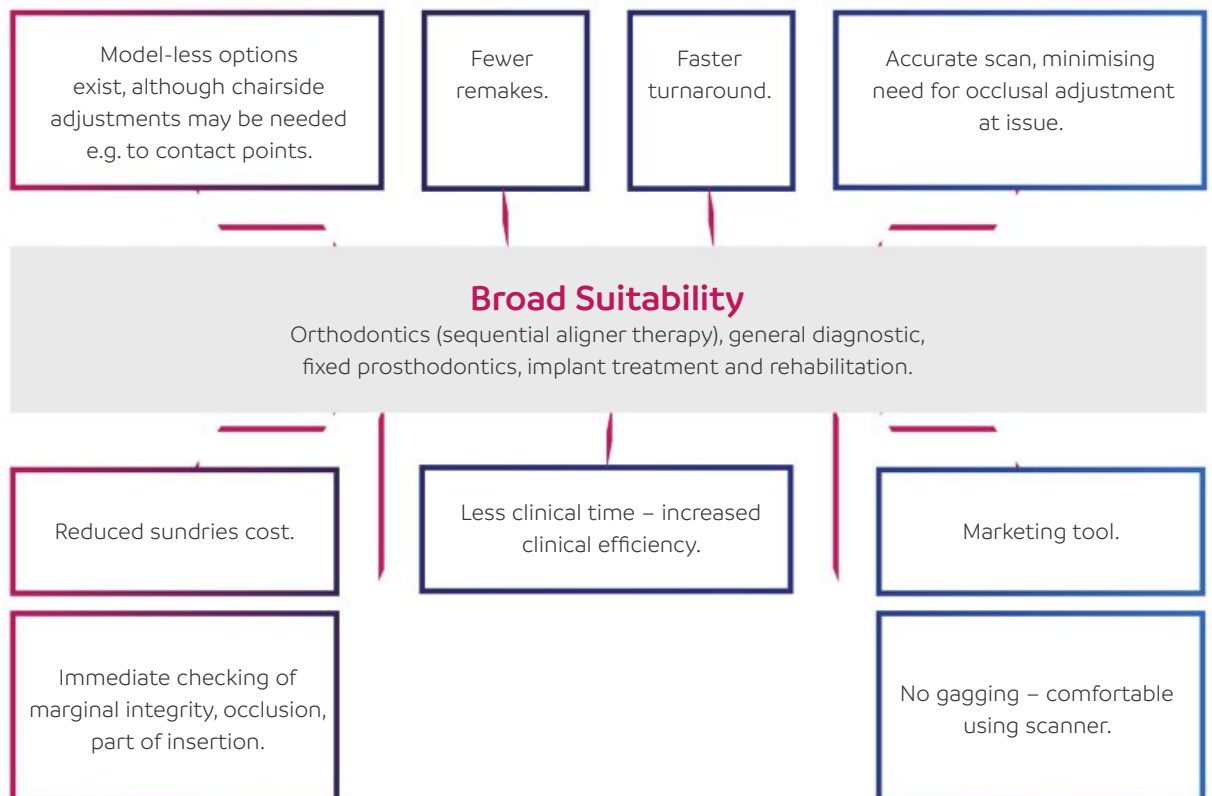 Model-less options
exist, although chairside
adjustments may be needed
e.g. to contact points.
Fewer
remakes.
Faster
turnaround.
Accurate scan, minimising
need for occlusal adjustment
at issue.
Broad Suitability
Orthodontics (sequential aligner therapy), general diagnostic,
fixed prosthodontics, implant treatment and rehabilitation.
Reduced sundries cost.
Less clinical time – increased
clinical efficiency.
Marketing tool.
Immediate checking of
marginal integrity, occlusion,
part of insertion.
No gagging – comfortable
using scanner.